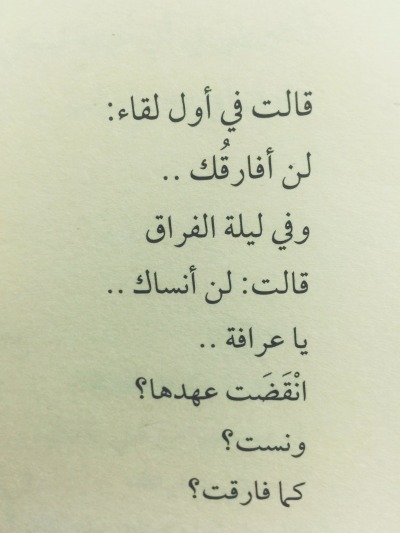 قالت في أول لقاء:
لن أفارقُك ..
وفي ليلة الفراق
قالت: لن أنساك ..
يا عرافة ..
انْقَضَت عهدها؟
ونست؟
كما فارقت؟